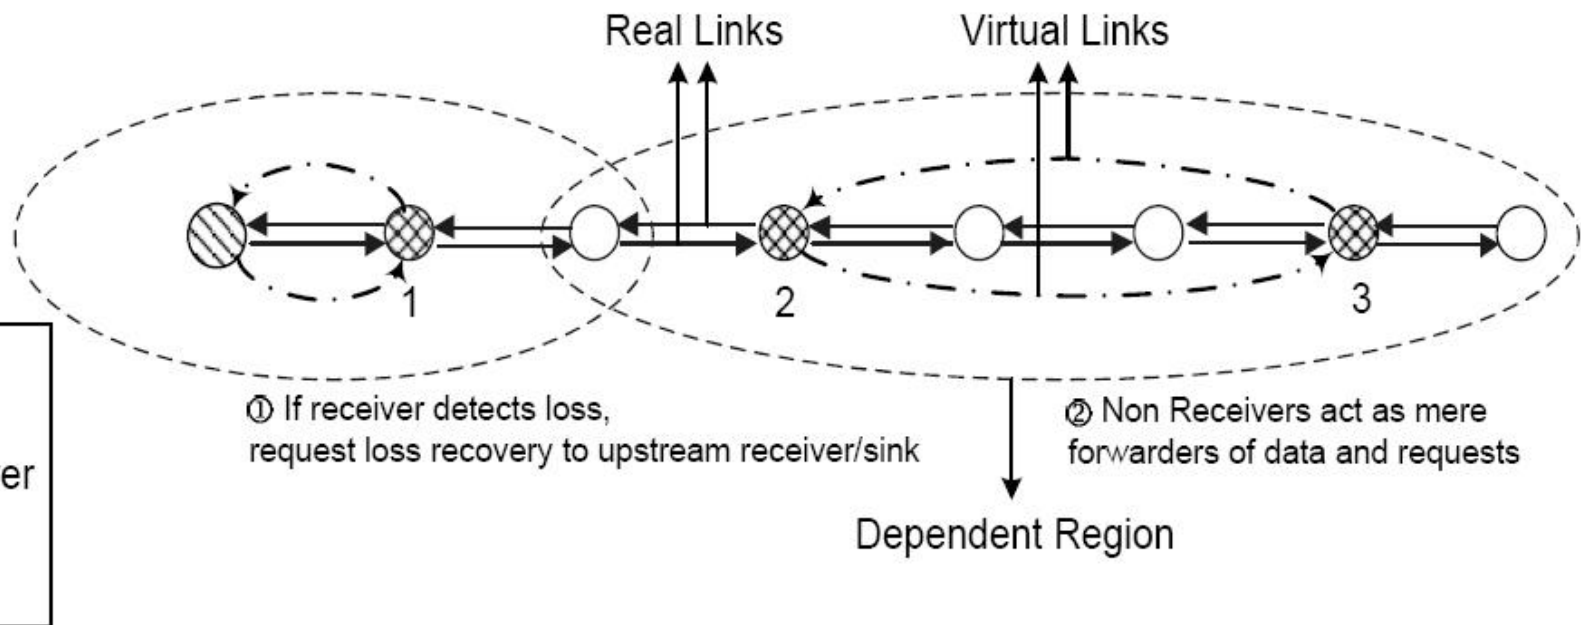 Real Links
Virtual Links
1
2
3
① If receiver detects loss,
request loss recovery to upstream receiver/sink
② Non Receivers act as mere
forwarders of data and requests
er
Dependent Region